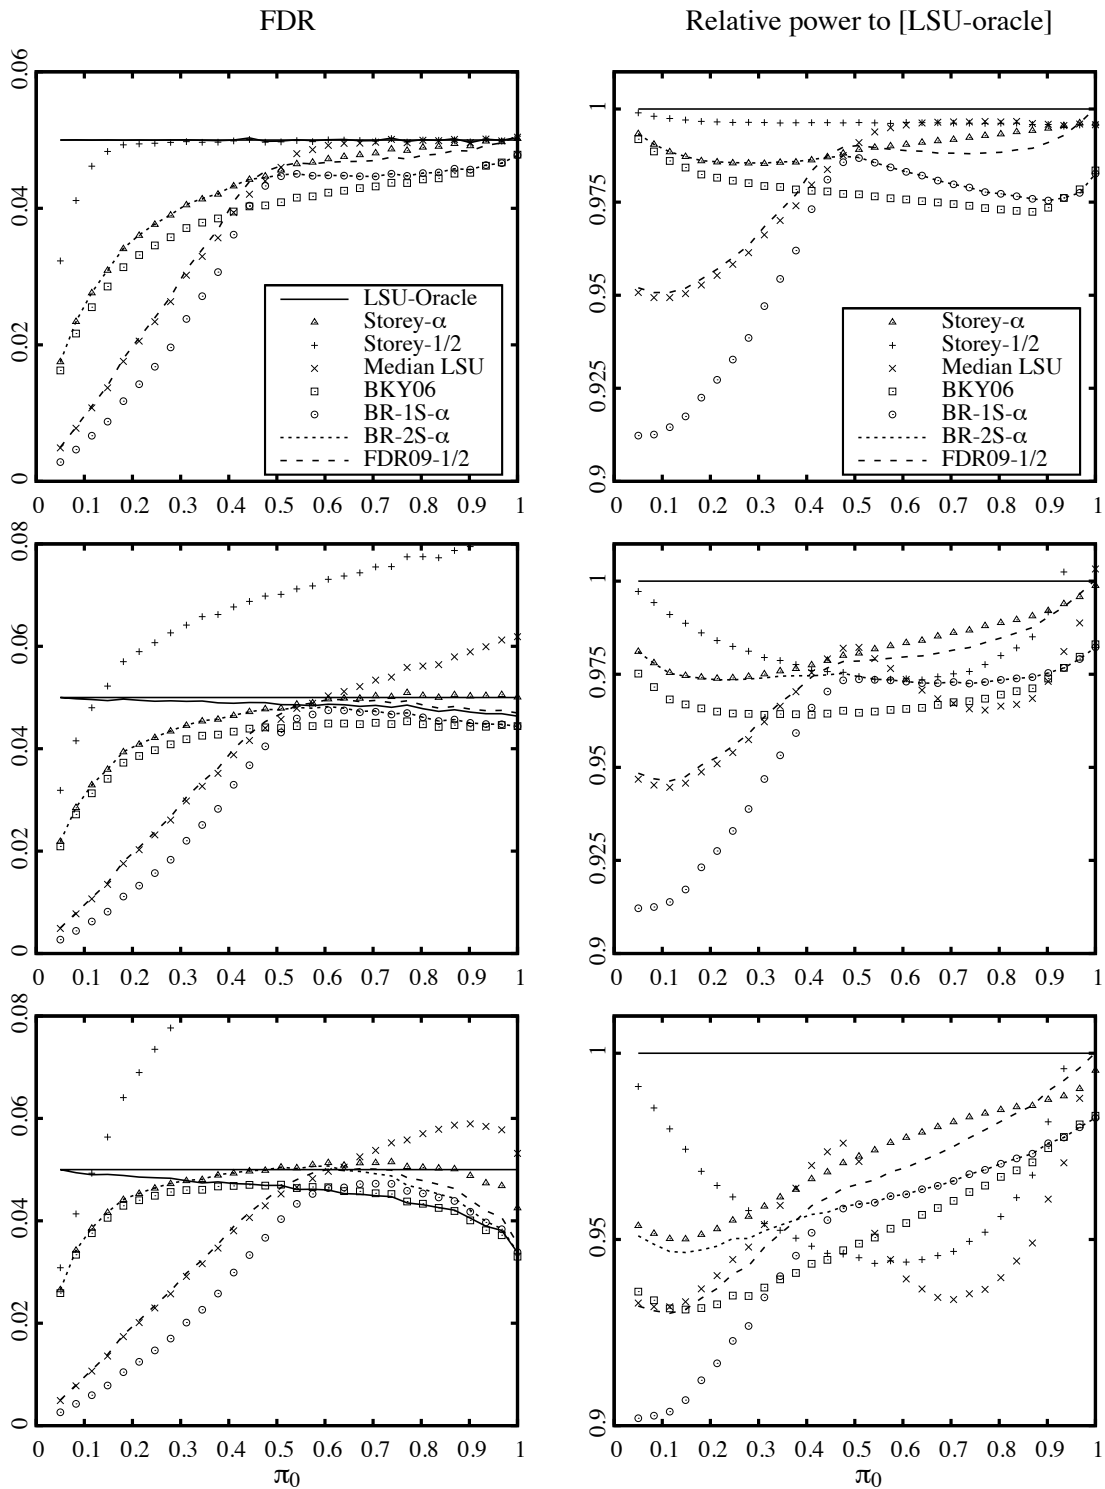 FDR
Relative power to [LSU-oracle]
0.06
0.04
0.02
0
0 0.1 0.2 0.3 0.4 0.5 0.6 0.7 0.8 0.9 1
LSU-Oracle
Storey-α
Storey-1/2
Median LSU
BKY06
BR-1S-α
BR-2S-α
FDR09-1/2
1
0.975
0.95
0.925
0.9
0 0.1 0.2 0.3 0.4 0.5 0.6 0.7 0.8 0.9 1
Storey-α
Storey-1/2
Median LSU
BKY06
BR-1S-α
BR-2S-α
FDR09-1/2
0.08
0.06
0.04
0.02
0
0 0.1 0.2 0.3 0.4 0.5 0.6 0.7 0.8 0.9 1
1
0.975
0.95
0.925
0.9
0 0.1 0.2 0.3 0.4 0.5 0.6 0.7 0.8 0.9 1
0.08
0.06
0.04
0.02
0
0 0.1 0.2 0.3 0.4 0.5 0.6 0.7 0.8 0.9 1
π₀
1
0.95
0.9
0 0.1 0.2 0.3 0.4 0.5 0.6 0.7 0.8 0.9 1
π₀